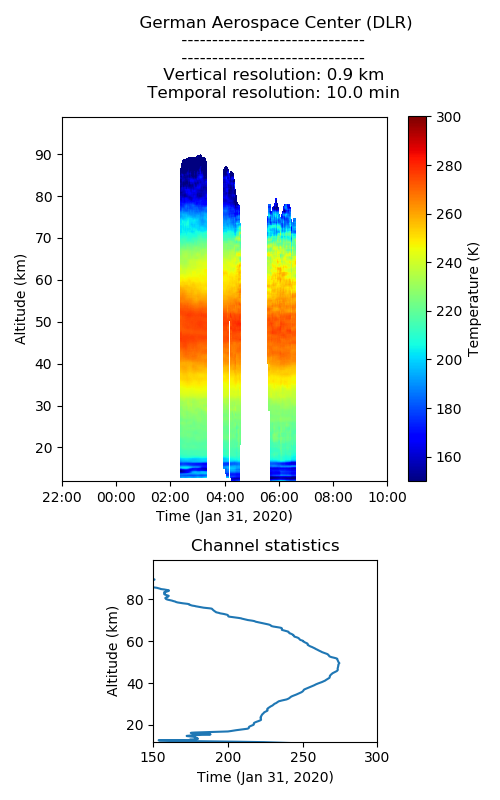 German Aerospace Center (DLR)
------------------------------
------------------------------
Vertical resolution: 0.9 km
Temporal resolution: 10.0 min
90
80
70
60
50
40
30
20
Altitude (km)
22:00 00:00 02:00 04:00 06:00 08:00 10:00
Time (Jan 31, 2020)
300
280
260
240
220
200
180
160
Temperature (K)
Channel statistics
80
60
40
20
Altitude (km)
150 200 250 300
Time (Jan 31, 2020)